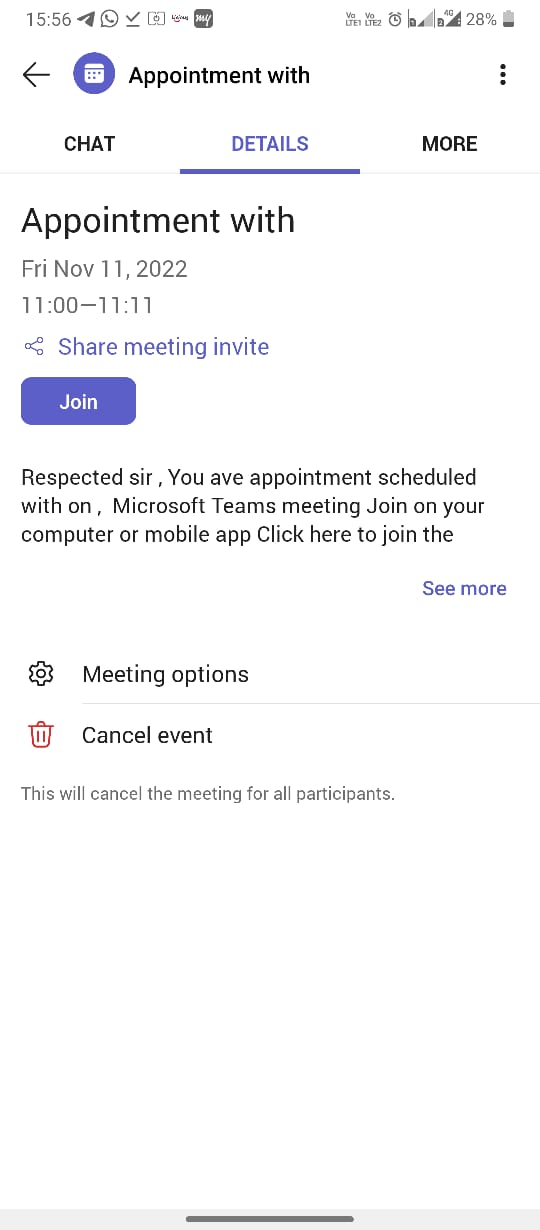 15:56 my Vo LTE1 Vo LTE2 1 2 4G 28%
Appointment with
CHAT DETAILS MORE
Appointment with
Fri Nov 11, 2022
11:00—11:11
Share meeting invite
Join
Respected sir , You ave appointment scheduled
with on ,  Microsoft Teams meeting Join on your
computer or mobile app Click here to join the
See more
Meeting options
Cancel event
This will cancel the meeting for all participants.